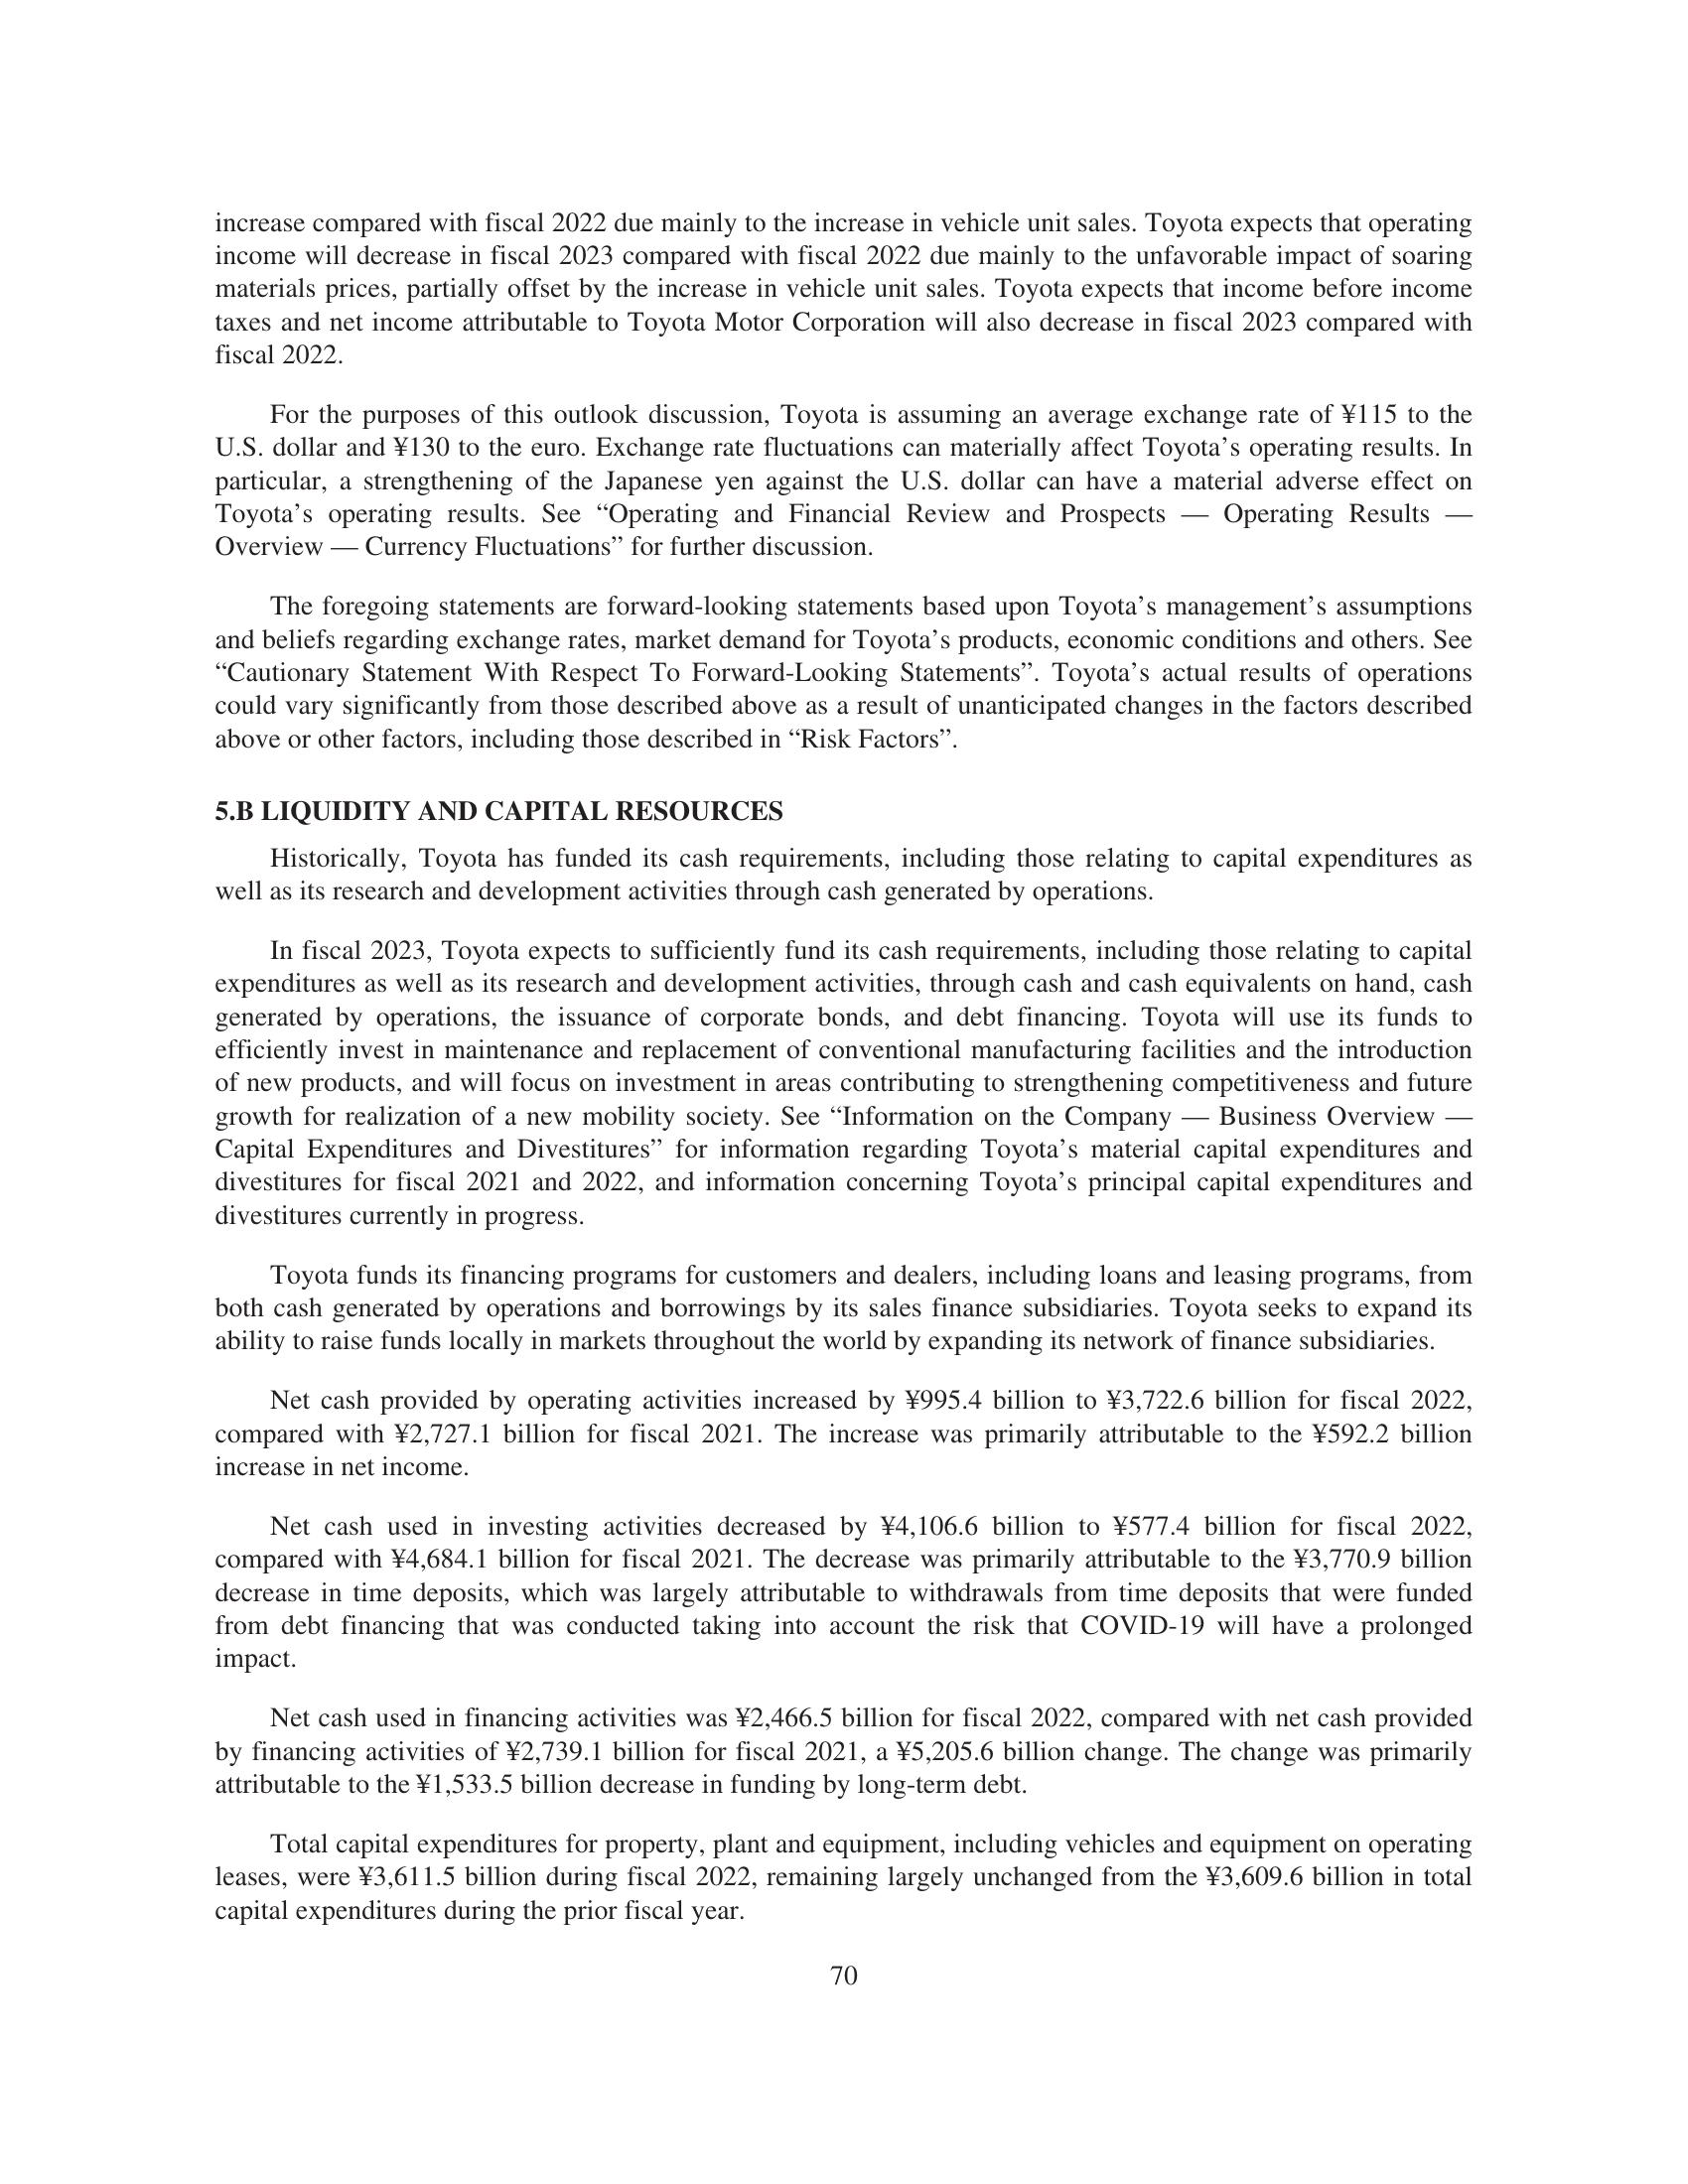 increase compared with fiscal 2022 due mainly to the increase in vehicle unit sales. Toyota expects that operating
income will decrease in fiscal 2023 compared with fiscal 2022 due mainly to the unfavorable impact of soaring
materials prices, partially offset by the increase in vehicle unit sales. Toyota expects that income before income
taxes and net income attributable to Toyota Motor Corporation will also decrease in fiscal 2023 compared with
fiscal 2022.
For the purposes of this outlook discussion, Toyota is assuming an average exchange rate of ¥115 to the
U.S. dollar and ¥130 to the euro. Exchange rate fluctuations can materially affect Toyota’s operating results. In
particular, a strengthening of the Japanese yen against the U.S. dollar can have a material adverse effect on
Toyota’s operating results. See “Operating and Financial Review and Prospects — Operating Results —
Overview — Currency Fluctuations” for further discussion.
The foregoing statements are forward-looking statements based upon Toyota’s management’s assumptions
and beliefs regarding exchange rates, market demand for Toyota’s products, economic conditions and others. See
“Cautionary Statement With Respect To Forward-Looking Statements”. Toyota’s actual results of operations
could vary significantly from those described above as a result of unanticipated changes in the factors described
above or other factors, including those described in “Risk Factors”.
5.B LIQUIDITY AND CAPITAL RESOURCES
Historically, Toyota has funded its cash requirements, including those relating to capital expenditures as
well as its research and development activities through cash generated by operations.
In fiscal 2023, Toyota expects to sufficiently fund its cash requirements, including those relating to capital
expenditures as well as its research and development activities, through cash and cash equivalents on hand, cash
generated by operations, the issuance of corporate bonds, and debt financing. Toyota will use its funds to
efficiently invest in maintenance and replacement of conventional manufacturing facilities and the introduction
of new products, and will focus on investment in areas contributing to strengthening competitiveness and future
growth for realization of a new mobility society. See “Information on the Company — Business Overview —
Capital Expenditures and Divestitures” for information regarding Toyota’s material capital expenditures and
divestitures for fiscal 2021 and 2022, and information concerning Toyota’s principal capital expenditures and
divestitures currently in progress.
Toyota funds its financing programs for customers and dealers, including loans and leasing programs, from
both cash generated by operations and borrowings by its sales finance subsidiaries. Toyota seeks to expand its
ability to raise funds locally in markets throughout the world by expanding its network of finance subsidiaries.
Net cash provided by operating activities increased by ¥995.4 billion to ¥3,722.6 billion for fiscal 2022,
compared with ¥2,727.1 billion for fiscal 2021. The increase was primarily attributable to the ¥592.2 billion
increase in net income.
Net cash used in investing activities decreased by ¥4,106.6 billion to ¥577.4 billion for fiscal 2022,
compared with ¥4,684.1 billion for fiscal 2021. The decrease was primarily attributable to the ¥3,770.9 billion
decrease in time deposits, which was largely attributable to withdrawals from time deposits that were funded
from debt financing that was conducted taking into account the risk that COVID-19 will have a prolonged
impact.
Net cash used in financing activities was ¥2,466.5 billion for fiscal 2022, compared with net cash provided
by financing activities of ¥2,739.1 billion for fiscal 2021, a ¥5,205.6 billion change. The change was primarily
attributable to the ¥1,533.5 billion decrease in funding by long-term debt.
Total capital expenditures for property, plant and equipment, including vehicles and equipment on operating
leases, were ¥3,611.5 billion during fiscal 2022, remaining largely unchanged from the ¥3,609.6 billion in total
capital expenditures during the prior fiscal year.
70